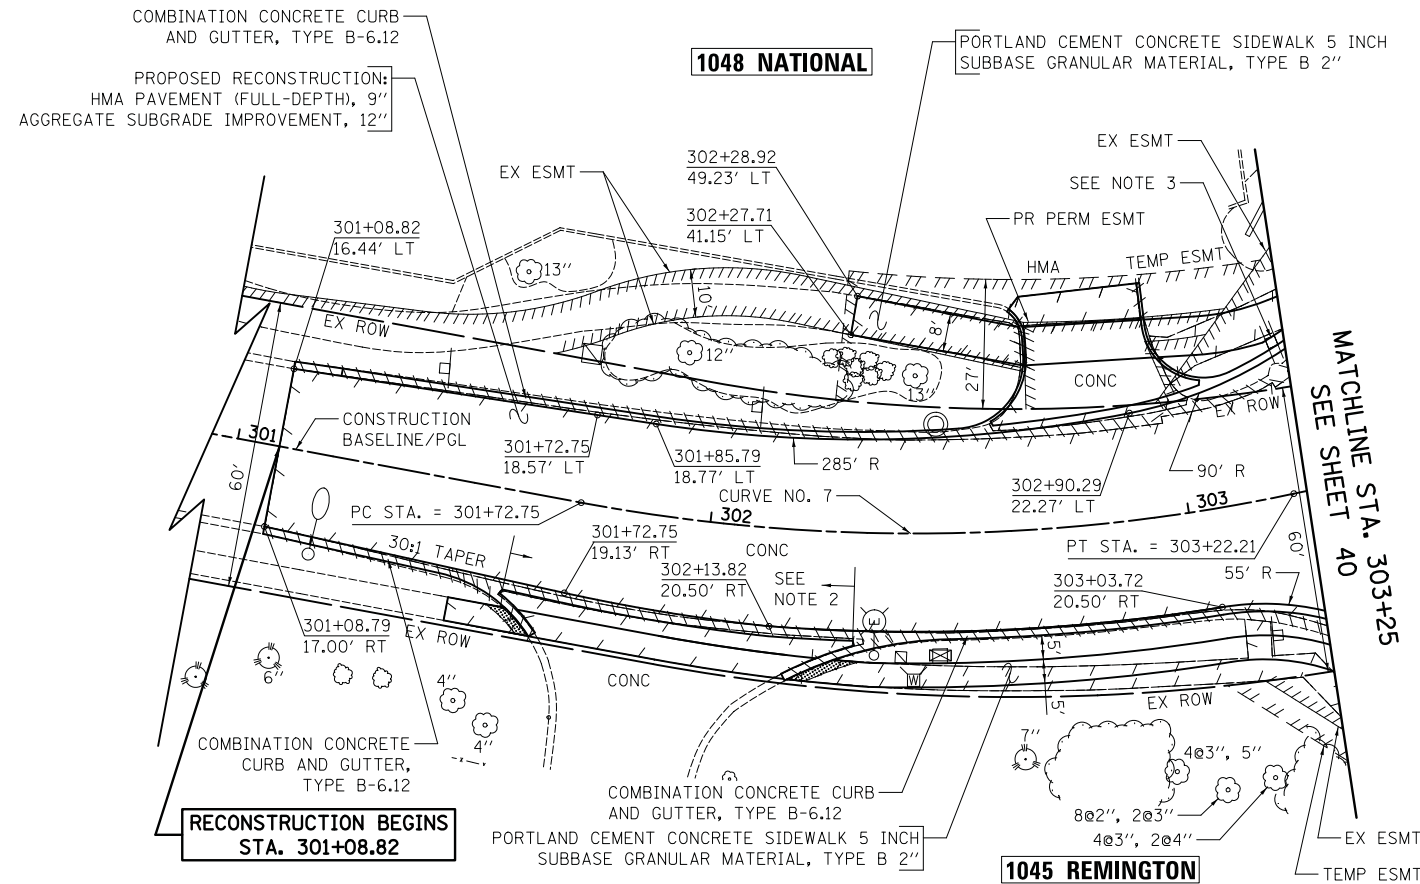 COMBINATION CONCRETE CURB
AND GUTTER, TYPE B-6.12
1048 NATIONAL
PORTLAND CEMENT CONCRETE SIDEWALK 5 INCH
SUBBASE GRANULAR MATERIAL, TYPE B 2"
PROPOSED RECONSTRUCTION:
HMA PAVEMENT (FULL-DEPTH), 9"
AGGREGATE SUBGRADE IMPROVEMENT, 12"
EX ESMT
302+28.92
49.23' LT
EX ESMT
SEE NOTE 3
302+27.71
41.15' LT
PR PERM ESMT
301+08.82
16.44' LT
13"
HMA
TEMP ESMT
10'
EX ROW
8'
12"
27'
CONC
13"
EX ROW
MATCHLINE STA. 303+25
SEE SHEET 40
301
CONSTRUCTION
BASELINE/PGL
301+72.75
18.57' LT
301+85.79
18.77' LT
285' R
90' R
60'
302+90.29
22.27' LT
CURVE NO. 7
303
PC STA. = 301+72.75
302
30:1 TAPER
301+72.75
19.13' RT
CONC
PT STA. = 303+22.21
60'
302+13.82
20.50' RT
SEE
NOTE 2
55' R
303+03.72
20.50' RT
301+08.79
17.00' RT
EX ROW
E
5'
W
CONC
5'
EX ROW
6"
4"
4"
7"
COMBINATION CONCRETE
CURB AND GUTTER,
TYPE B-6.12
4@3", 5"
COMBINATION CONCRETE CURB
AND GUTTER, TYPE B-6.12
8@2", 2@3"
RECONSTRUCTION BEGINS
STA. 301+08.82
PORTLAND CEMENT CONCRETE SIDEWALK 5 INCH
SUBBASE GRANULAR MATERIAL, TYPE B 2"
4@3", 2@4"
EX ESMT
1045 REMINGTON
TEMP ESMT